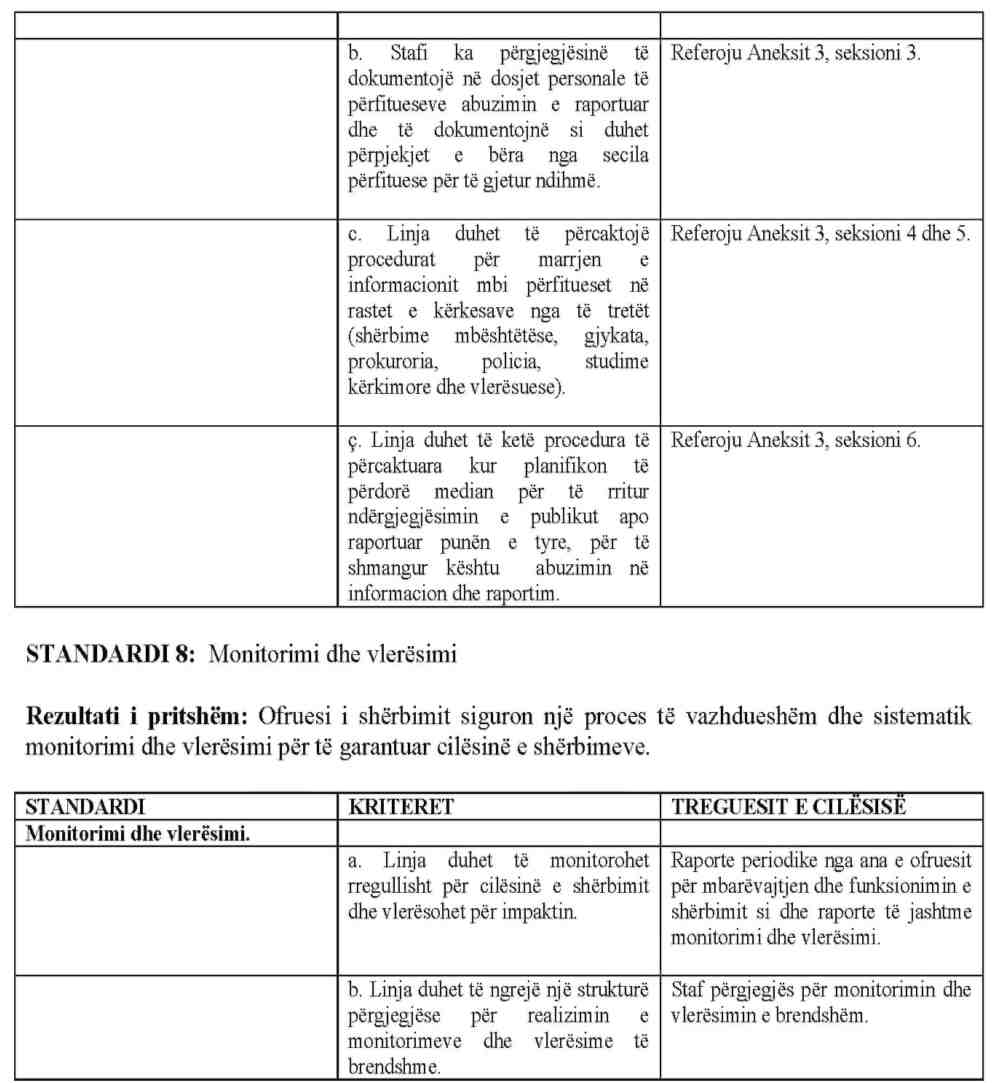 b. Stafi ka përgjegjësinë të
dokumentojë në dosjet personale të
përfitueseve abuzimin e raportuar
dhe të dokumentojnë si duhet
përpjekjet e bëra nga secila
përfituese për të gjetur ndihmë.
Referoju Aneksit 3, seksioni 3.
c. Linja duhet të përcaktojë
procedurat për marrjen e
informacionit mbi përfitueset në
rastet e kërkesave nga të tretët
(shërbime mbështëtëse, gjykata,
prokuroria, policia, studime
kërkimore dhe vlerësuese).
Referoju Aneksit 3, seksioni 4 dhe 5.
ç. Linja duhet të ketë procedura të
përcaktuara kur planifikon të
përdorë median për të rritur
ndërgjegjësimin e publikut apo
raportuar punën e tyre, për të
shmangur kështu abuzimin në
informacion dhe raportim.
Referoju Aneksit 3, seksioni 6.
STANDARDI 8: Monitorimi dhe vlerësimi
Rezultati i pritshëm: Ofruesi i shërbimit siguron një proces të vazhdueshëm dhe sistematik
monitorimi dhe vlerësimi për të garantuar cilësinë e shërbimeve.
STANDARDI KRITERET TREGUESIT E CILËSISË
Monitorimi dhe vlerësimi.
a. Linja duhet të monitorohet
rregullisht për cilësinë e shërbimit
dhe vlerësohet për impaktin.
Raporte periodike nga ana e ofruesit
për mbarëvajtjen dhe funksionimin e
shërbimit si dhe raporte të jashtme
monitorimi dhe vlerësimi.
b. Linja duhet të ngrejë një strukturë
përgjegjëse për realizimin e
monitorimeve dhe vlerësime të
brendshme.
Staf përgjegjës për monitorimin dhe
vlerësimin e brendshëm.